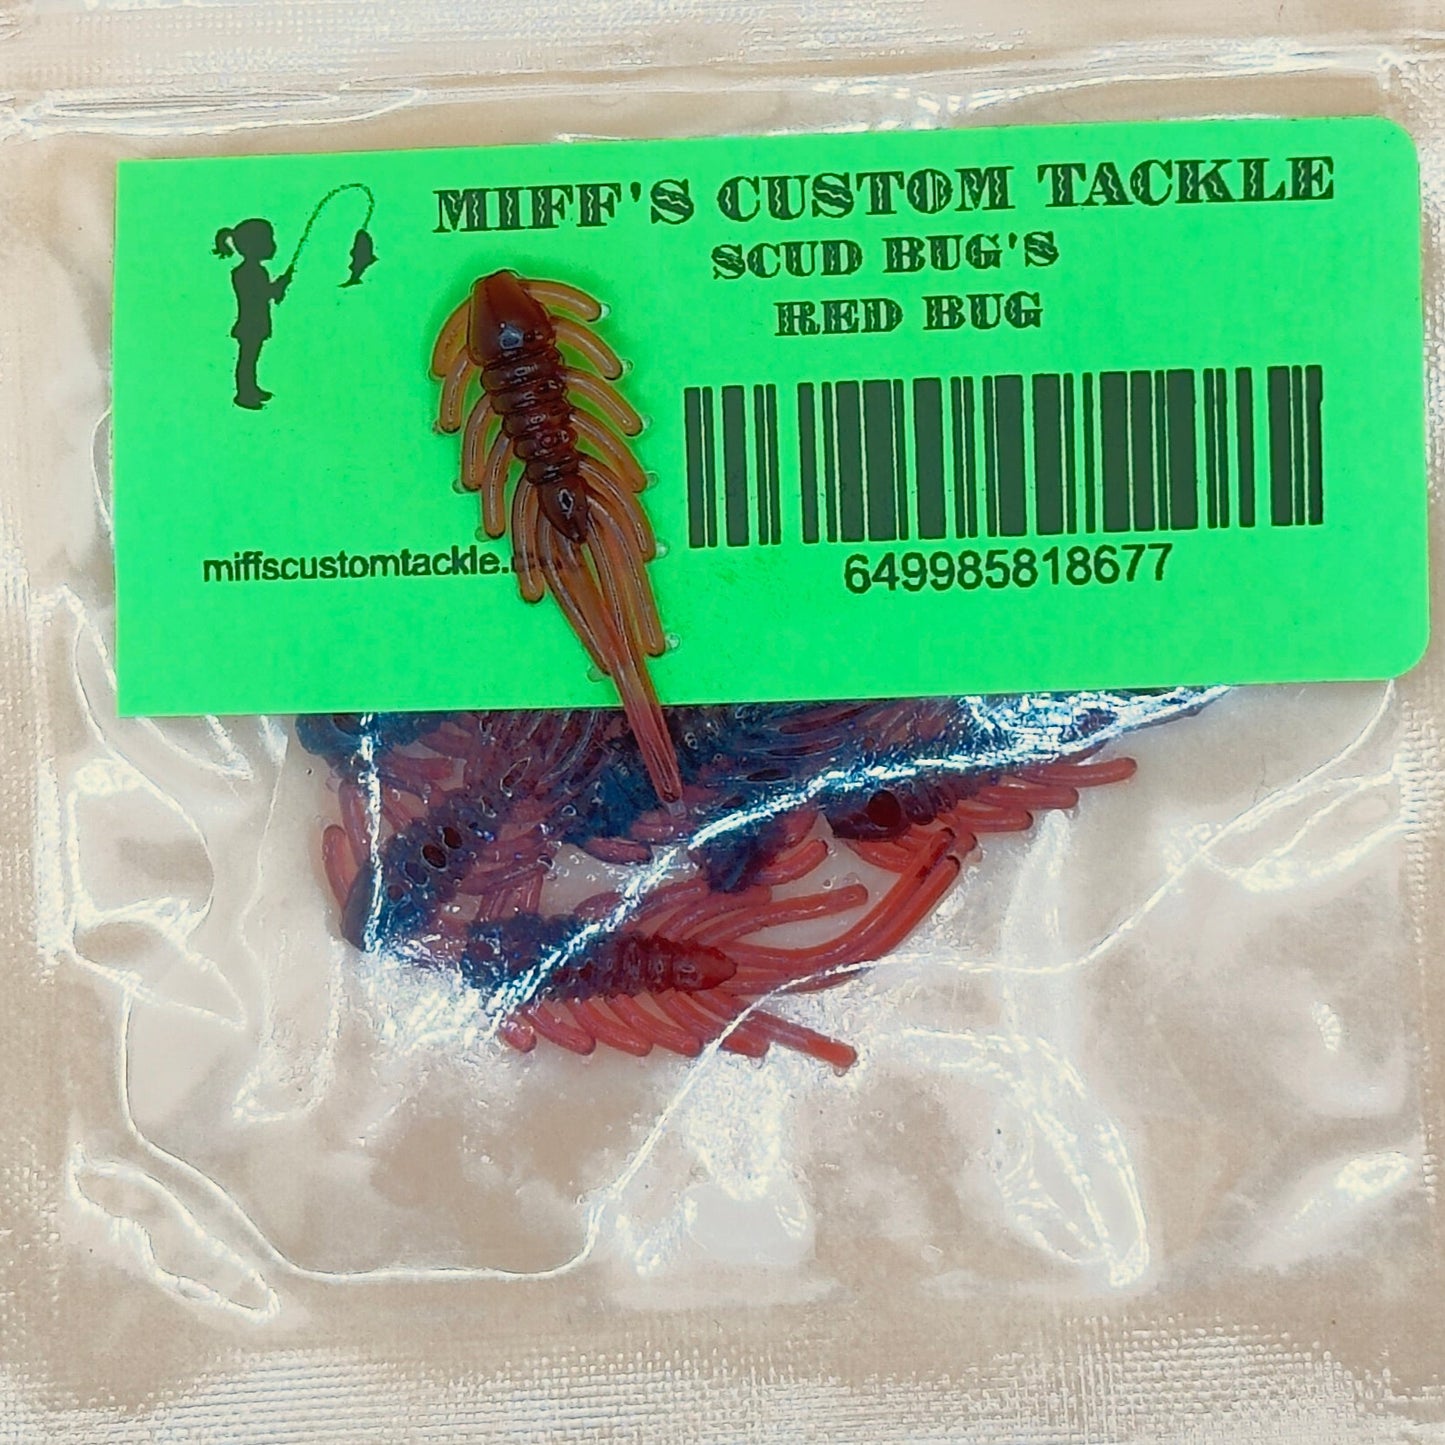 MIFF'S CUSTOM TACKLE
SCUD BUG'S
RED BUG
miffscustomtackle.
649985818677